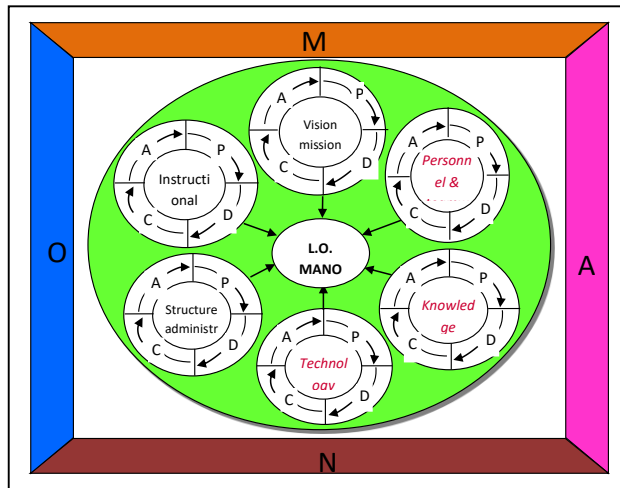 M
A
P
D
C
Vision
mission
A
P
D
C
Personn
el &
A
P
D
C
Instructi
onal
O
L.O.
MANO
A
A
P
D
C
Structure
administr
A
P
D
C
Knowled
ge
A
P
D
C
Technol
N